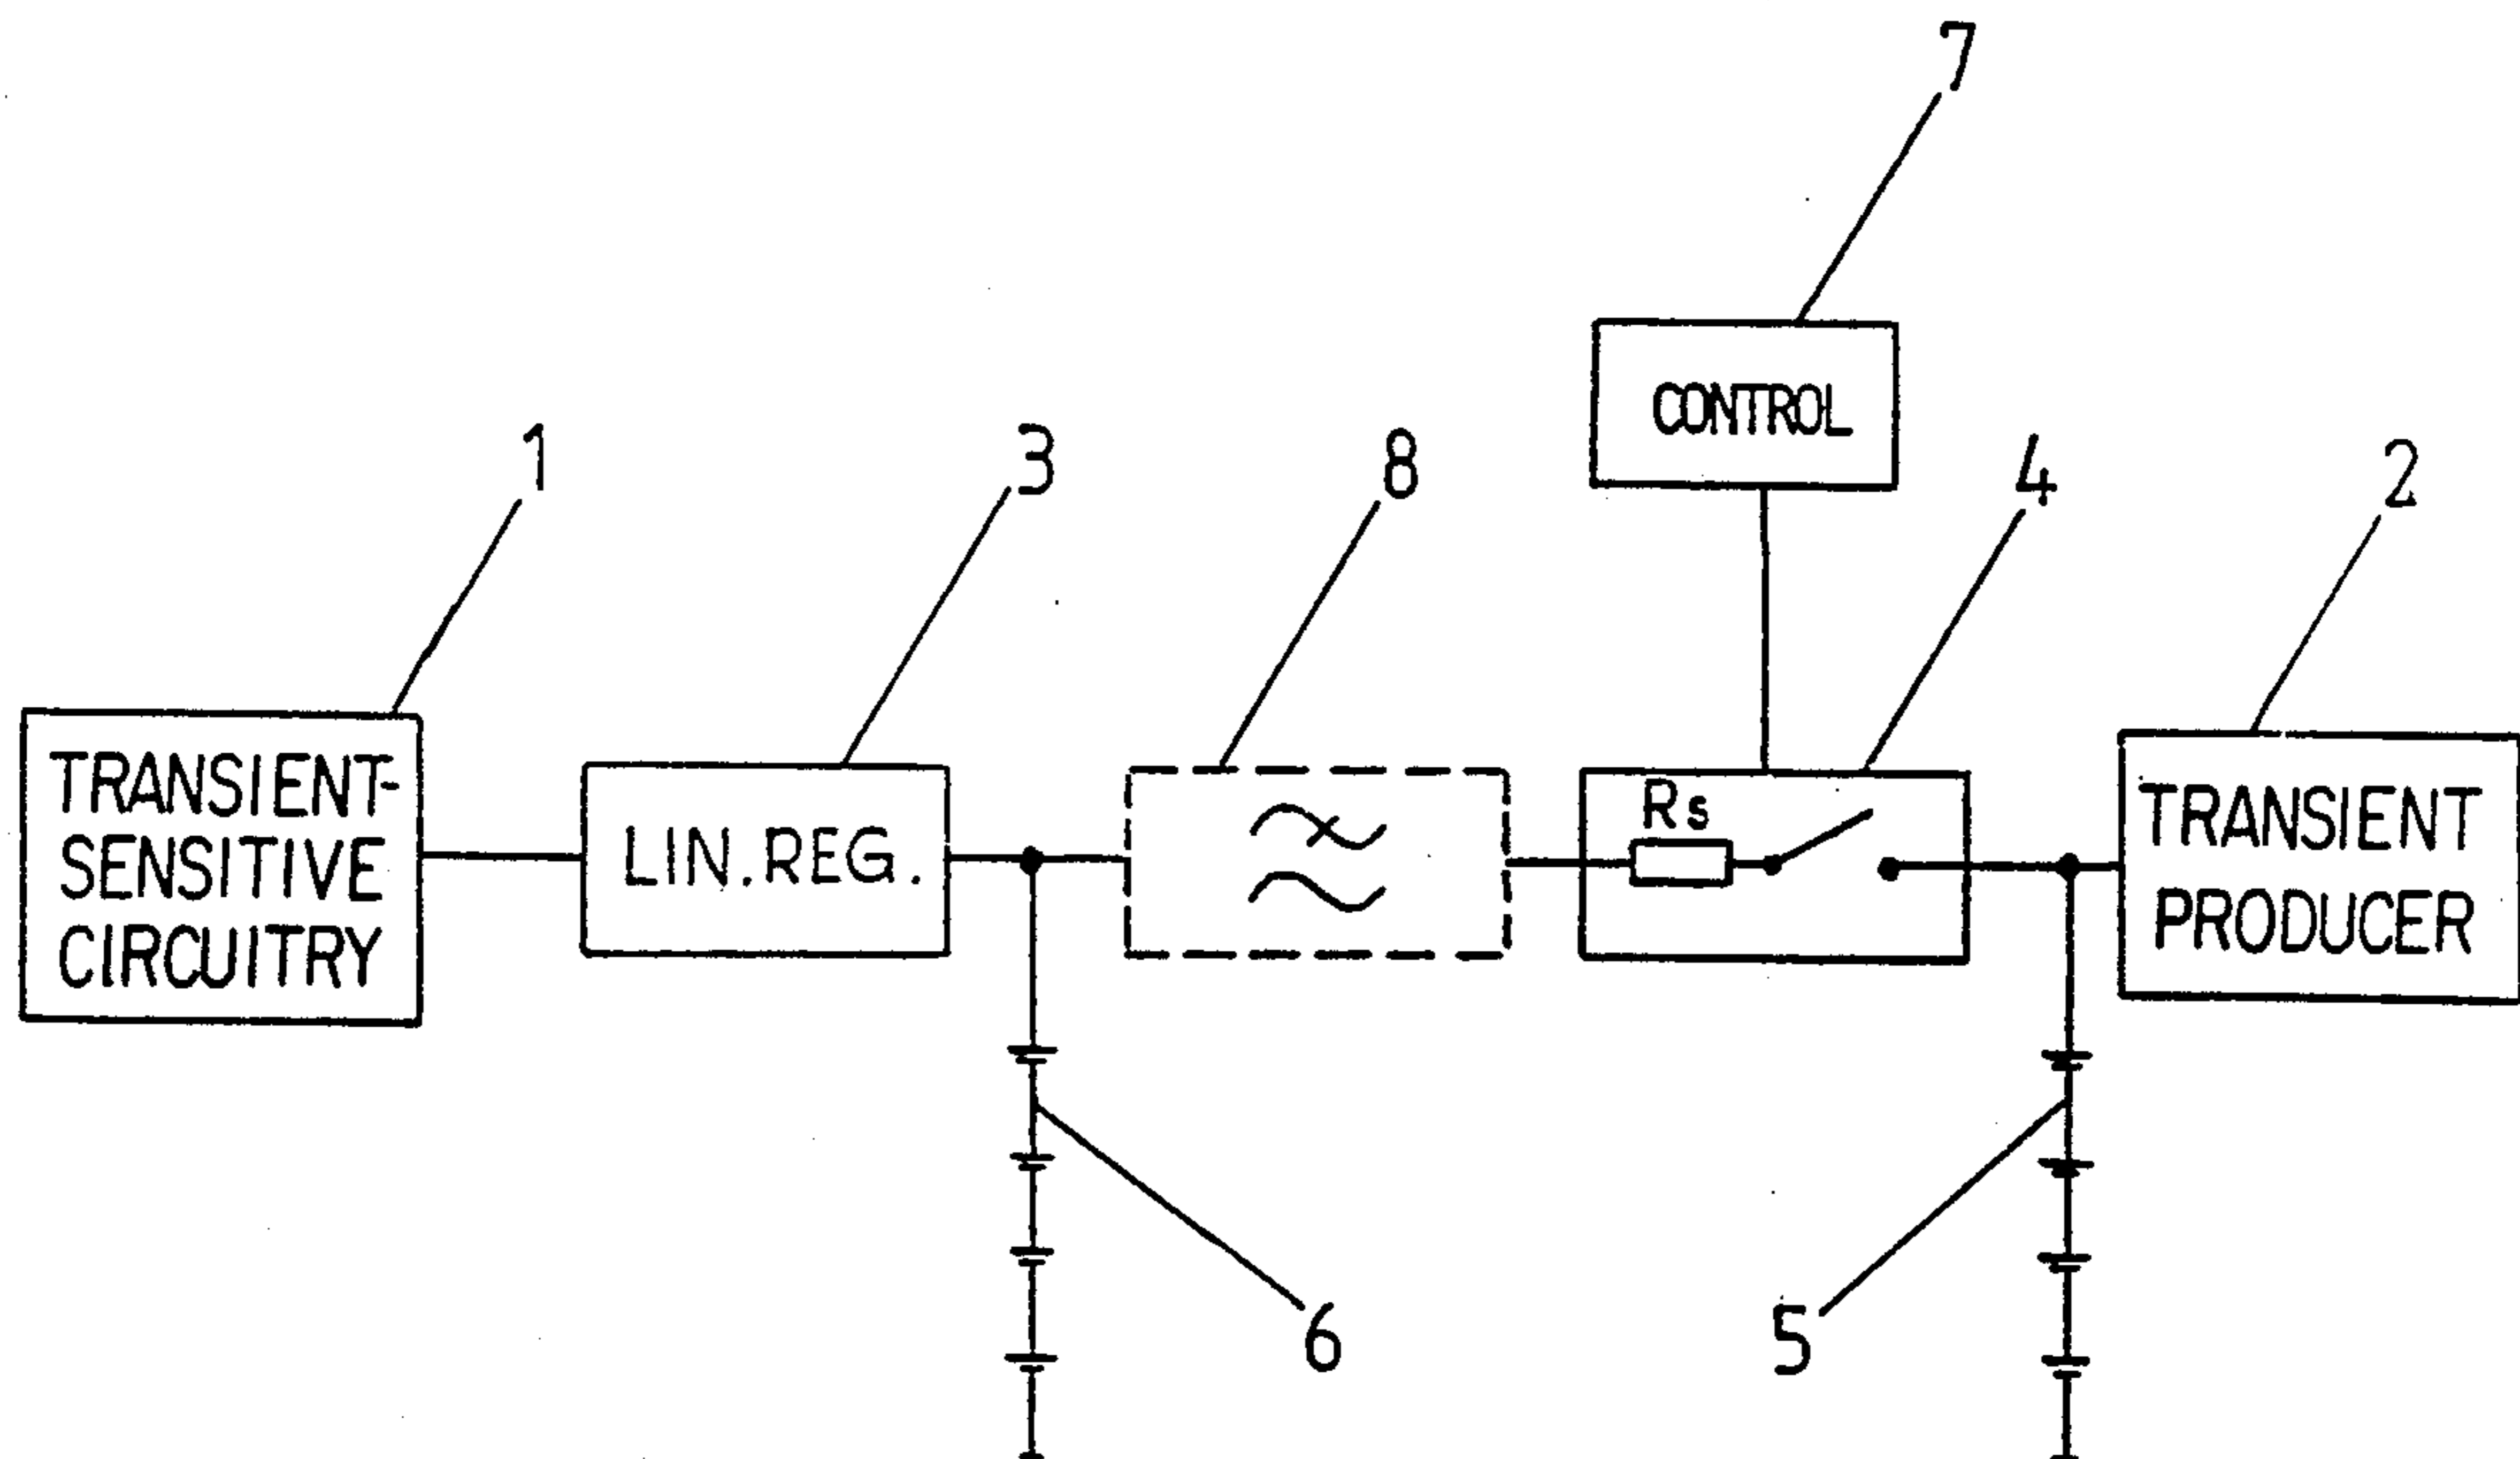 7
CONTROL
1
3
8
4
2
TRANSIENT-
SENSITIVE
CIRCUITRY
LIN.REG.
Rs
TRANSIENT
PRODUCER
6
5